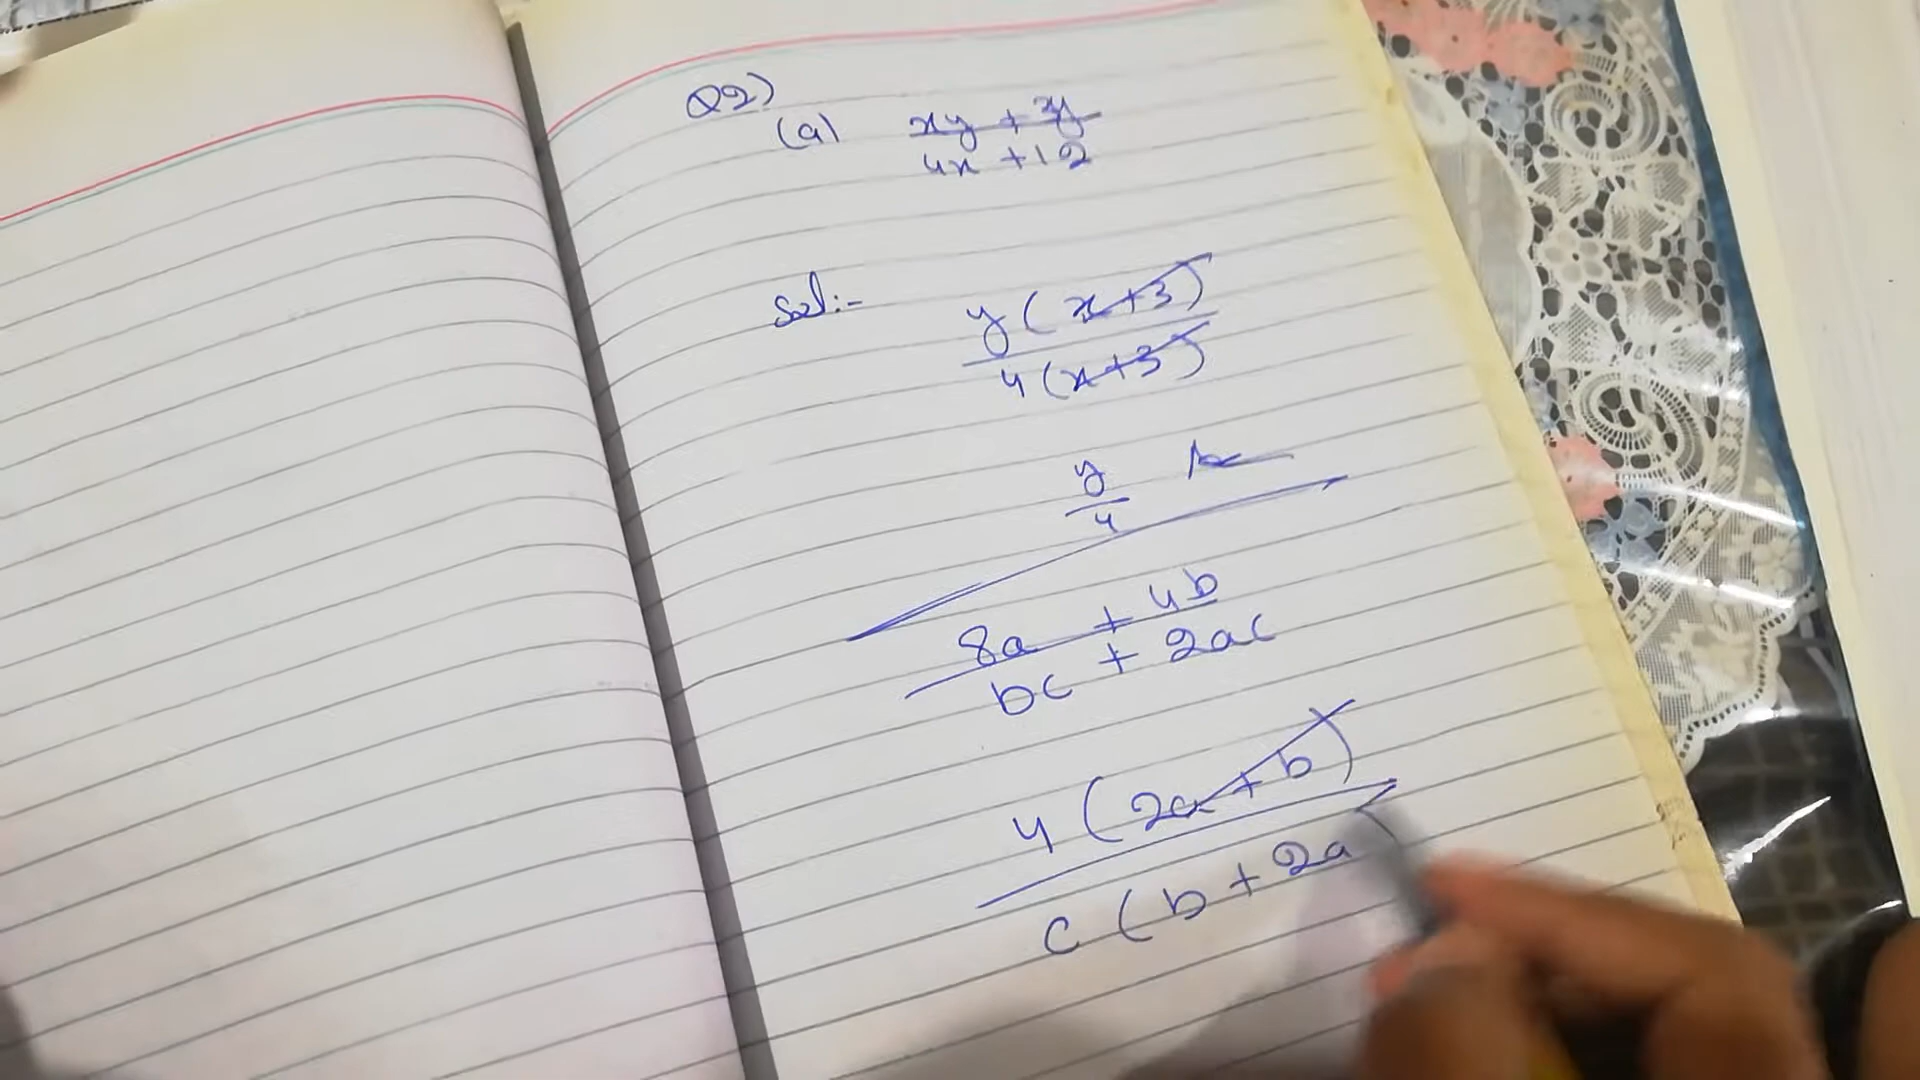 Q2)
(a) xy + 3y
4x + 12
Sol:-
y (x+3)
4 (x+3)
y
4
8a + 4b
bc + 2ac
4 (2a + b)
c (b + 2a)